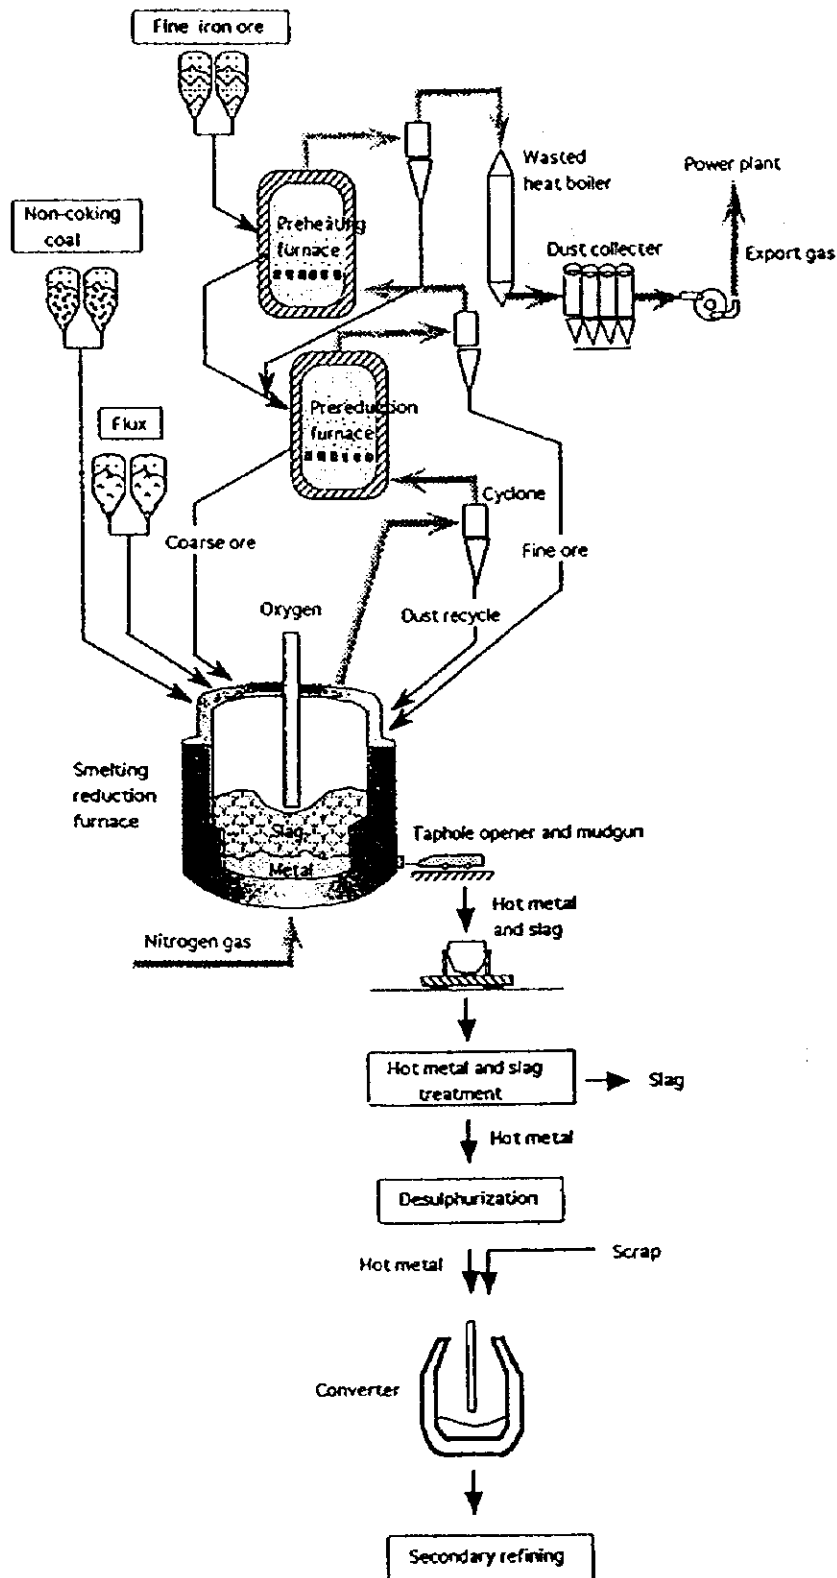 Fine iron ore
Wasted
heat boiler
Power plant
Non-coking
coal
Preheating
furnace
Dust collecter
Export gas
Prereduction
furnace
Flux
Cyclone
Coarse ore
Fine ore
Oxygen
Dust recycle
Smelting
reduction
furnace
Slag
Taphole opener and mudgun
Metal
Hot metal
and slag
Nitrogen gas
Hot metal and slag
treatment
Slag
Hot metal
Desulphurization
Hot metal
Scrap
Converter
Secondary refining